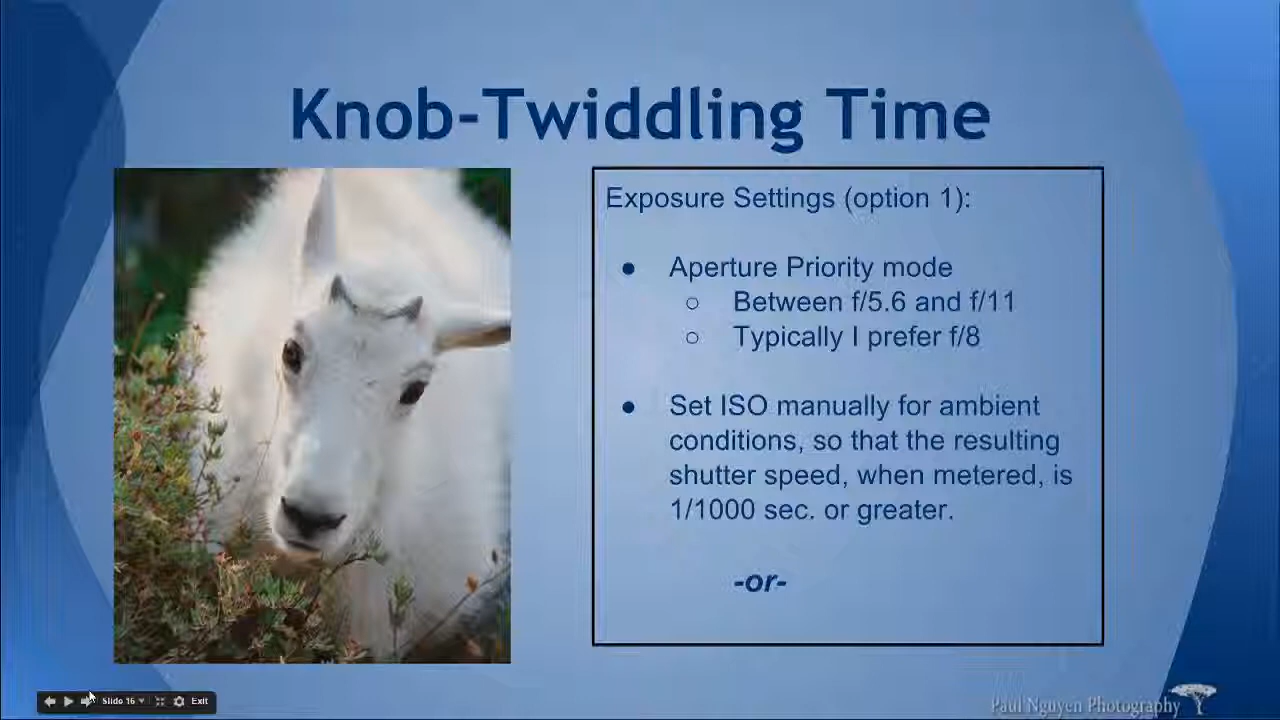 Knob-Twiddling Time
Exposure Settings (option 1):
● Aperture Priority mode
○ Between f/5.6 and f/11
○ Typically I prefer f/8
● Set ISO manually for ambient
conditions, so that the resulting
shutter speed, when metered, is
1/1000 sec. or greater.
-or-
Slide 16 Exit
Paul Nguyen Photography